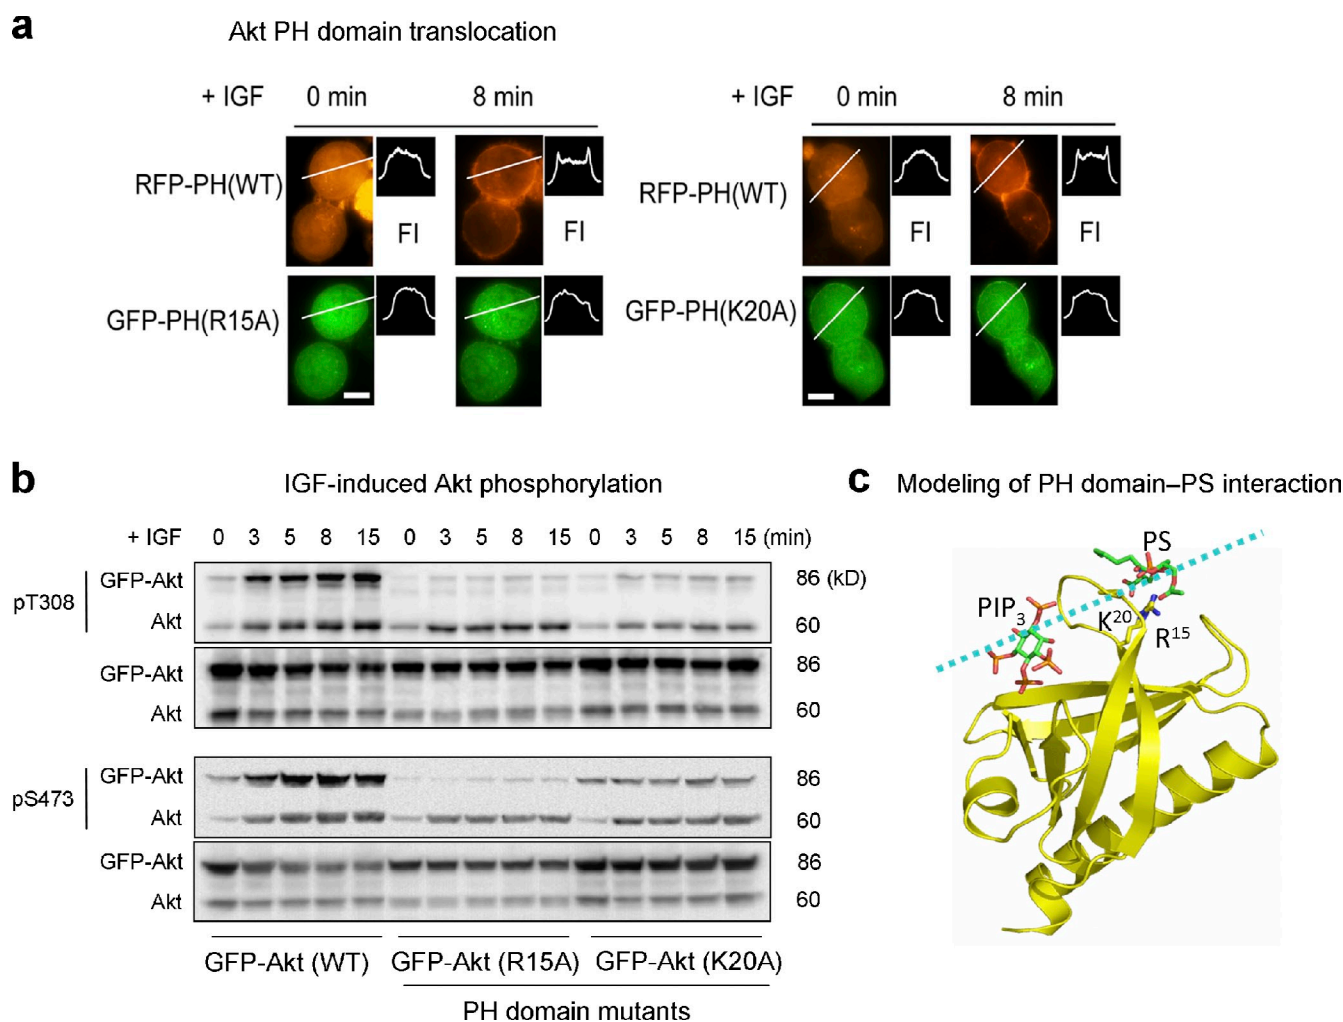 a
Akt PH domain translocation
+ IGF 0 min 8 min
RFP-PH(WT)
FI FI
GFP-PH(R15A)
+ IGF 0 min 8 min
RFP-PH(WT)
FI FI
GFP-PH(K20A)
b
IGF-induced Akt phosphorylation
+ IGF 0 3 5 8 15 0 3 5 8 15 0 3 5 8 15 (min)
pT308
GFP-Akt 86 (kD)
Akt 60
GFP-Akt 86
Akt 60
pS473
GFP-Akt 86
Akt 60
GFP-Akt 86
Akt 60
GFP-Akt (WT) GFP-Akt (R15A) GFP-Akt (K20A)
PH domain mutants
c
Modeling of PH domain–PS interaction
PS
PIP3
K20
R15